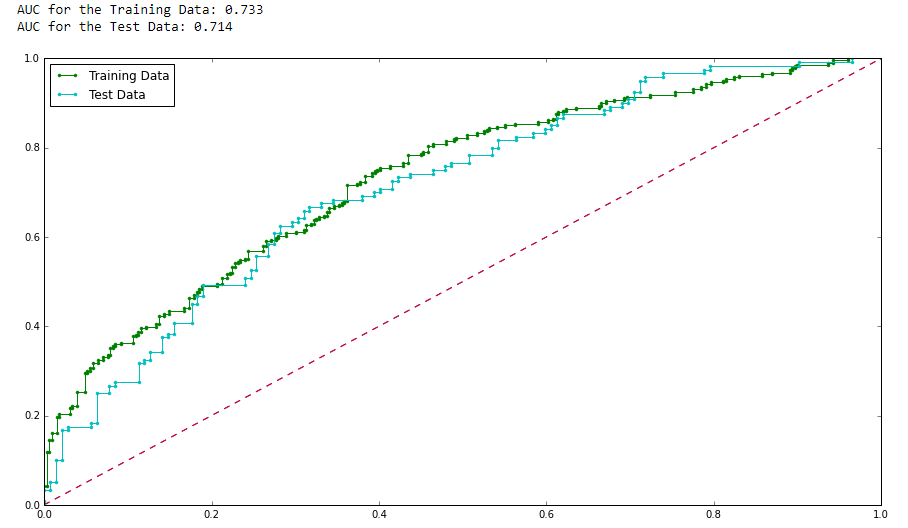 AUC for the Training Data: 0.733
AUC for the Test Data: 0.714
Training Data
Test Data
1.0
0.8
0.6
0.4
0.2
0.0
0.0 0.2 0.4 0.6 0.8 1.0